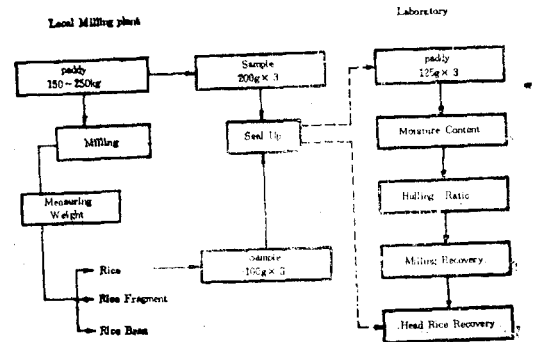 Local Milling plant
Laboratory
paddy
150~250kg
Sample
200g× 3
paddy
125g× 3
Milling
Seal Up
Moisture Content
Measuring
Weight
Hulling Ratio
Rice
Rice Fragment
Rice Bran
sample
100g× 3
Milling Recovery
Head Rice Recovery